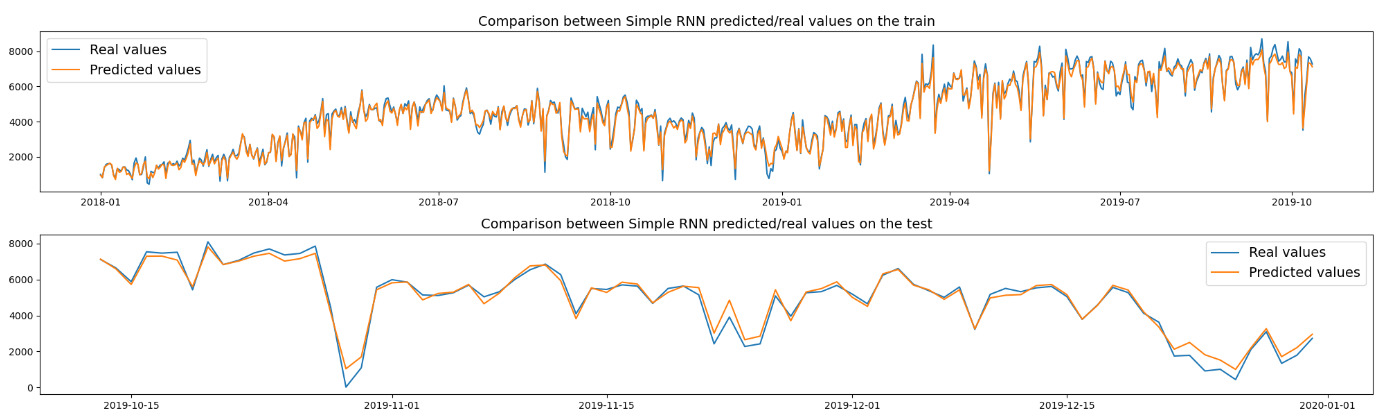 Comparison between Simple RNN predicted/real values on the train
8000
6000
4000
2000
Real values
Predicted values
2018-01 2018-04 2018-07 2018-10 2019-01 2019-04 2019-07 2019-10
Comparison between Simple RNN predicted/real values on the test
8000
6000
4000
2000
0
Real values
Predicted values
2019-10-15 2019-11-01 2019-11-15 2019-12-01 2019-12-15 2020-01-01